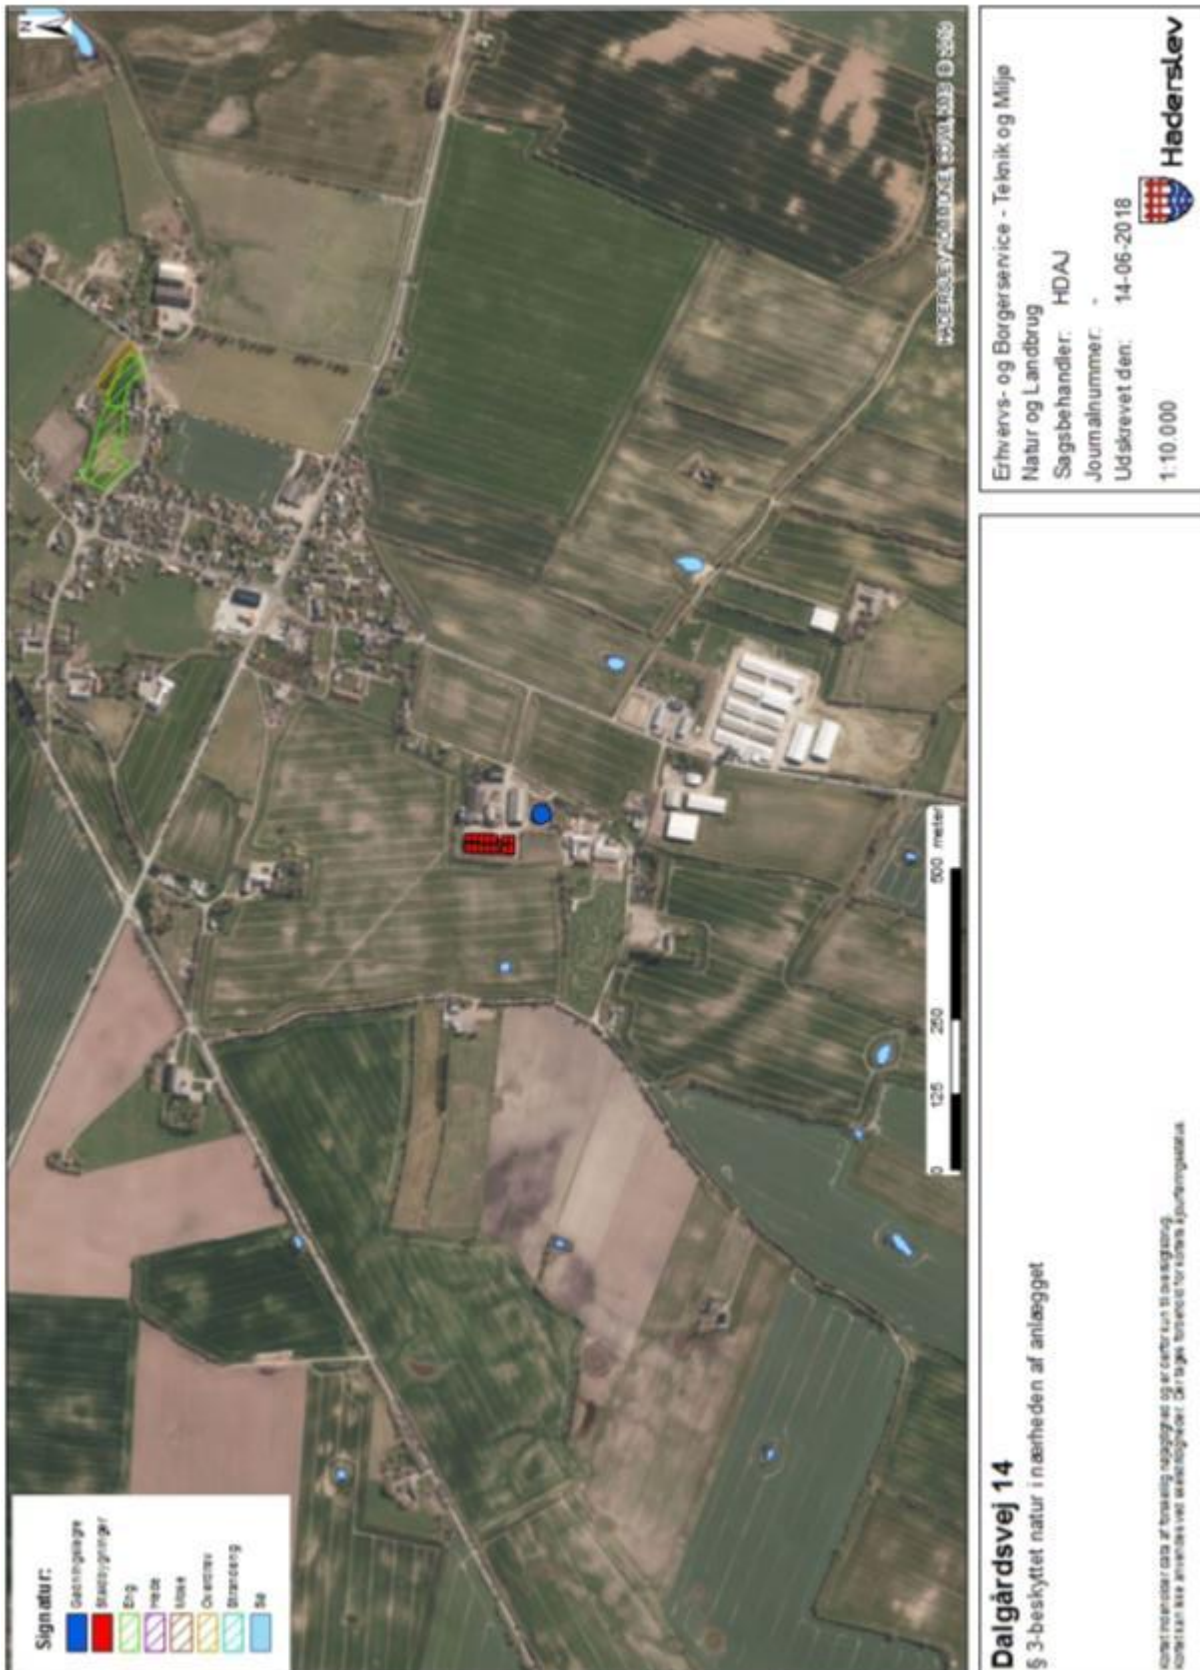 N
Signatur:
Gødningslagre
Staldbygninger
Eng
Hede
Mose
Overdrev
Strandeng
Sø
0 125 250 500 meter
HADERSLEV
Dalgårdsvej 14
§ 3-beskyttet natur i nærheden af anlægget
Erhvervs- og Borgerservice - Teknik og Miljø
Natur og Landbrug
Sagsbehandler: HDAJ
Journalnummer: -
Udskrevet den: 14-06-2018
1:10.000
Haderslev